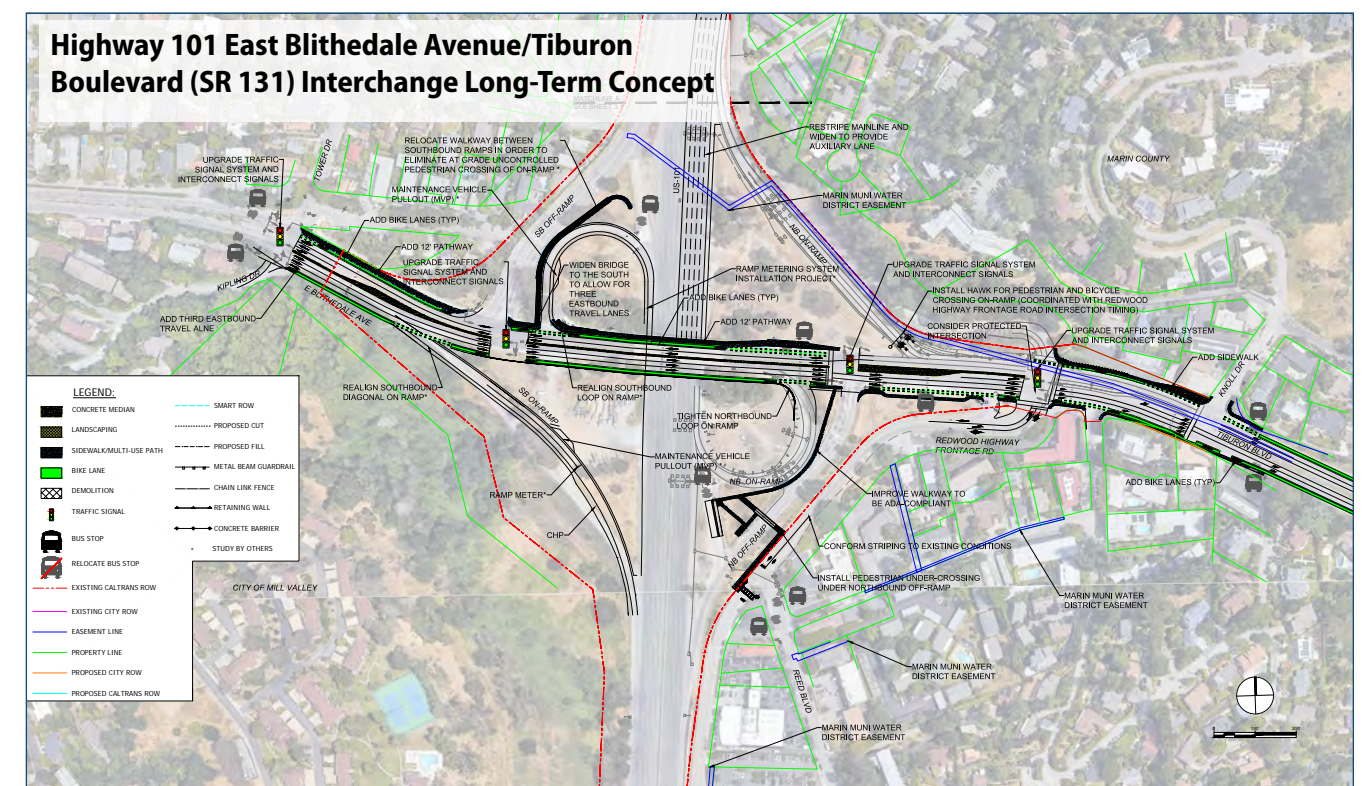 Highway 101 East Blithedale Avenue/Tiburon
Boulevard (SR 131) Interchange Long-Term Concept
RELOCATE WALKWAY BETWEEN
SOUTHBOUND RAMPS IN ORDER TO
ELIMINATE AT GRADE UNCONTROLLED
PEDESTRIAN CROSSING OF ON-RAMP *
RESTRIPE MAINLINE AND
WIDEN TO PROVIDE
AUXILIARY LANE
UPGRADE TRAFFIC
SIGNAL SYSTEM AND
INTERCONNECT SIGNALS
TOWER DR
MARIN COUNTY
MAINTENANCE VEHICLE
PULLOUT (MVP) *
US-101
MARIN MUNI WATER
DISTRICT EASEMENT
SB OFF-RAMP
NB ON-RAMP
ADD BIKE LANES (TYP)
ADD 12' PATHWAY
UPGRADE TRAFFIC
SIGNAL SYSTEM AND
INTERCONNECT SIGNALS
WIDEN BRIDGE
TO THE SOUTH
TO ALLOW FOR
THREE
EASTBOUND
TRAVEL LANES
RAMP METERING SYSTEM
INSTALLATION PROJECT*
UPGRADE TRAFFIC SIGNAL SYSTEM
AND INTERCONNECT SIGNALS
KIPLING DR
E BLITHEDALE AVE
ADD BIKE LANES (TYP)
INSTALL HAWK FOR PEDESTRIAN AND BICYCLE
CROSSING ON-RAMP (COORDINATED WITH REDWOOD
HIGHWAY FRONTAGE ROAD INTERSECTION TIMING)
ADD THIRD EASTBOUND
TRAVEL ALNE
ADD 12' PATHWAY
CONSIDER PROTECTED
INTERSECTION
UPGRADE TRAFFIC SIGNAL SYSTEM
AND INTERCONNECT SIGNALS
ADD SIDEWALK
KNOLL DR
REALIGN SOUTHBOUND
DIAGONAL ON RAMP*
SB ON-RAMP
REALIGN SOUTHBOUND
LOOP ON RAMP*
TIGHTEN NORTHBOUND
LOOP ON RAMP
REDWOOD HIGHWAY
FRONTAGE RD
TIBURON BLVD
MAINTENANCE VEHICLE
PULLOUT (MVP) *
NB ON-RAMP
ADD BIKE LANES (TYP)
RAMP METER*
IMPROVE WALKWAY TO
BE ADA-COMPLIANT
CHP
NB OFF-RAMP
CONFORM STRIPING TO EXISTING CONDITIONS
INSTALL PEDESTRIAN UNDER-CROSSING
UNDER NORTHBOUND OFF-RAMP
CITY OF MILL VALLEY
MARIN MUNI WATER
DISTRICT EASEMENT
MARIN MUNI WATER
DISTRICT EASEMENT
REED BLVD
MARIN MUNI WATER
DISTRICT EASEMENT
LEGEND:
CONCRETE MEDIAN
LANDSCAPING
SIDEWALK/MULTI-USE PATH
BIKE LANE
DEMOLITION
TRAFFIC SIGNAL
BUS STOP
RELOCATE BUS STOP
EXISTING CALTRANS ROW
EXISTING CITY ROW
EASEMENT LINE
PROPERTY LINE
PROPOSED CITY ROW
PROPOSED CALTRANS ROW
SMART ROW
PROPOSED CUT
PROPOSED FILL
METAL BEAM GUARDRAIL
CHAIN LINK FENCE
RETAINING WALL
CONCRETE BARRIER
* STUDY BY OTHERS
0 100 200